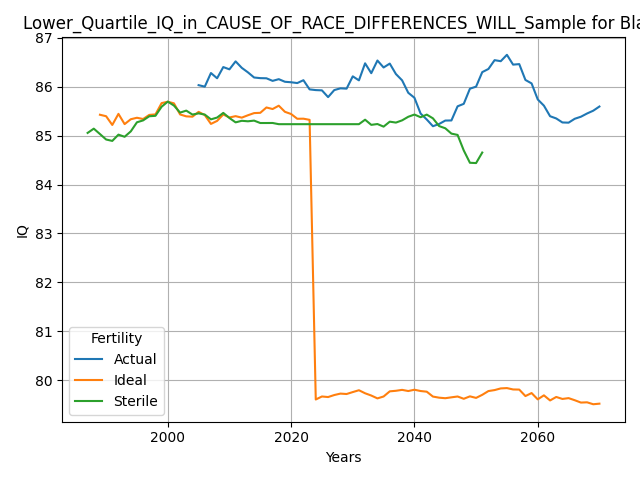 Lower_Quartile_IQ_in_CAUSE_OF_RACE_DIFFERENCES_WILL_Sample for Bla
87
86
85
84
83
82
81
80
IQ
Fertility
Actual
Ideal
Sterile
2000 2020 2040 2060
Years